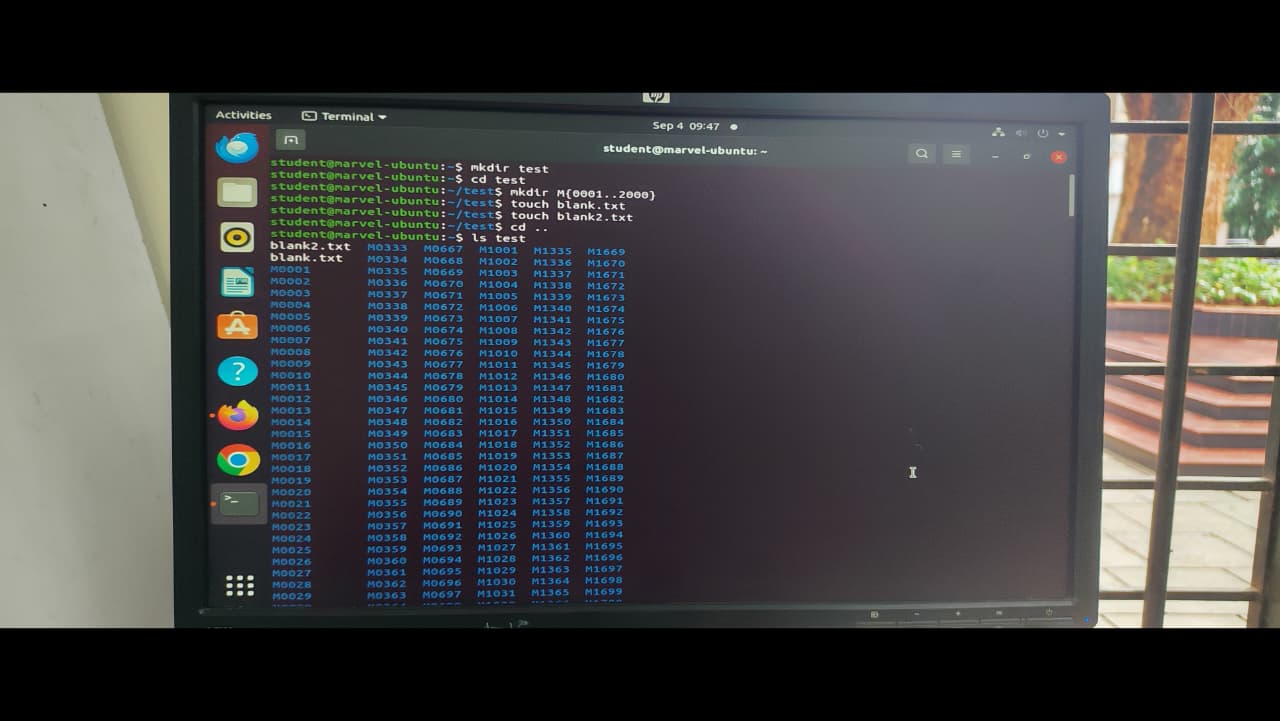 hp
Activities Terminal
Sep 4 09:47
student@marvel-ubuntu: ~
student@marvel-ubuntu:~$ mkdir test
student@marvel-ubuntu:~$ cd test
student@marvel-ubuntu:~/test$ mkdir M{0001..2000}
student@marvel-ubuntu:~/test$ touch blank.txt
student@marvel-ubuntu:~/test$ touch blank2.txt
student@marvel-ubuntu:~/test$ cd ..
student@marvel-ubuntu:~$ ls test
blank2.txt M0333 M0667 M1001 M1335 M1669
blank.txt M0334 M0668 M1002 M1336 M1670
M0001 M0335 M0669 M1003 M1337 M1671
M0002 M0336 M0670 M1004 M1338 M1672
M0003 M0337 M0671 M1005 M1339 M1673
M0004 M0338 M0672 M1006 M1340 M1674
M0005 M0339 M0673 M1007 M1341 M1675
M0006 M0340 M0674 M1008 M1342 M1676
M0007 M0341 M0675 M1009 M1343 M1677
M0008 M0342 M0676 M1010 M1344 M1678
M0009 M0343 M0677 M1011 M1345 M1679
M0010 M0344 M0678 M1012 M1346 M1680
M0011 M0345 M0679 M1013 M1347 M1681
M0012 M0346 M0680 M1014 M1348 M1682
M0013 M0347 M0681 M1015 M1349 M1683
M0014 M0348 M0682 M1016 M1350 M1684
M0015 M0349 M0683 M1017 M1351 M1685
M0016 M0350 M0684 M1018 M1352 M1686
M0017 M0351 M0685 M1019 M1353 M1687
M0018 M0352 M0686 M1020 M1354 M1688
M0019 M0353 M0687 M1021 M1355 M1689
M0020 M0354 M0688 M1022 M1356 M1690
M0021 M0355 M0689 M1023 M1357 M1691
M0022 M0356 M0690 M1024 M1358 M1692
M0023 M0357 M0691 M1025 M1359 M1693
M0024 M0358 M0692 M1026 M1360 M1694
M0025 M0359 M0693 M1027 M1361 M1695
M0026 M0360 M0694 M1028 M1362 M1696
M0027 M0361 M0695 M1029 M1363 M1697
M0028 M0362 M0696 M1030 M1364 M1698
M0029 M0363 M0697 M1031 M1365 M1699